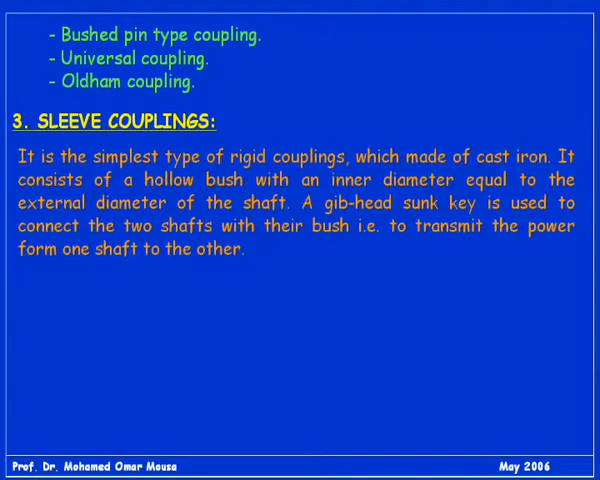 - Bushed pin type coupling.
- Universal coupling.
- Oldham coupling.
3. SLEEVE COUPLINGS:
It is the simplest type of rigid couplings, which made of cast iron. It
consists of a hollow bush with an inner diameter equal to the
external diameter of the shaft. A gib-head sunk key is used to
connect the two shafts with their bush i.e. to transmit the power
form one shaft to the other.
Prof. Dr. Mohamed Omar Mousa
May 2006